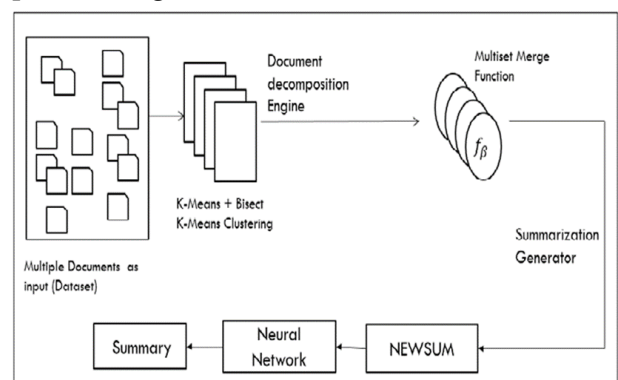 Document
decomposition
Engine
Multiset Merge
Function
fβ
K-Means + Bisect
K-Means Clustering
Multiple Documents as
input (Dataset)
Summarization
Generator
Summary
Neural
Network
NEWSUM